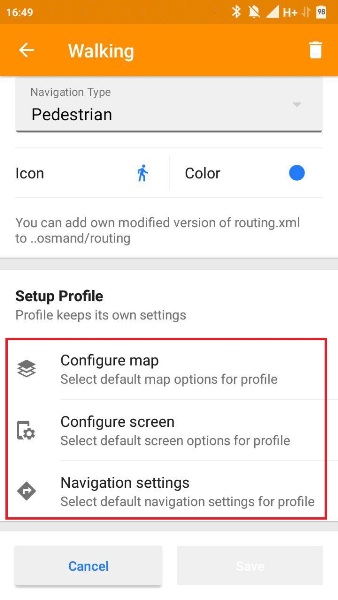 16:49
H+
98
Walking
Navigation Type
Pedestrian
Icon
Color
You can add own modified version of routing.xml
to ..osmand/routing
Setup Profile
Profile keeps its own settings
Configure map
Select default map options for profile
Configure screen
Select default screen options for profile
Navigation settings
Select default navigation settings for profile
Cancel
Save